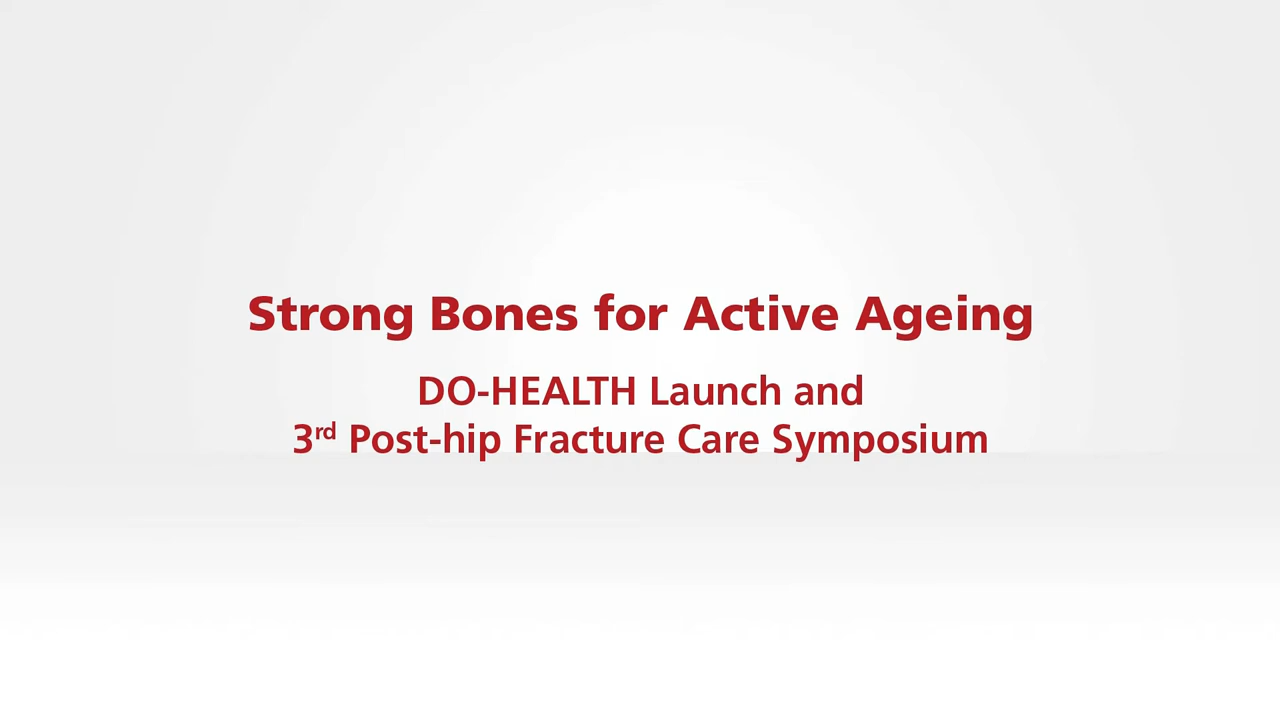 Strong Bones for Active Ageing
DO-HEALTH Launch and
3rd Post-hip Fracture Care Symposium